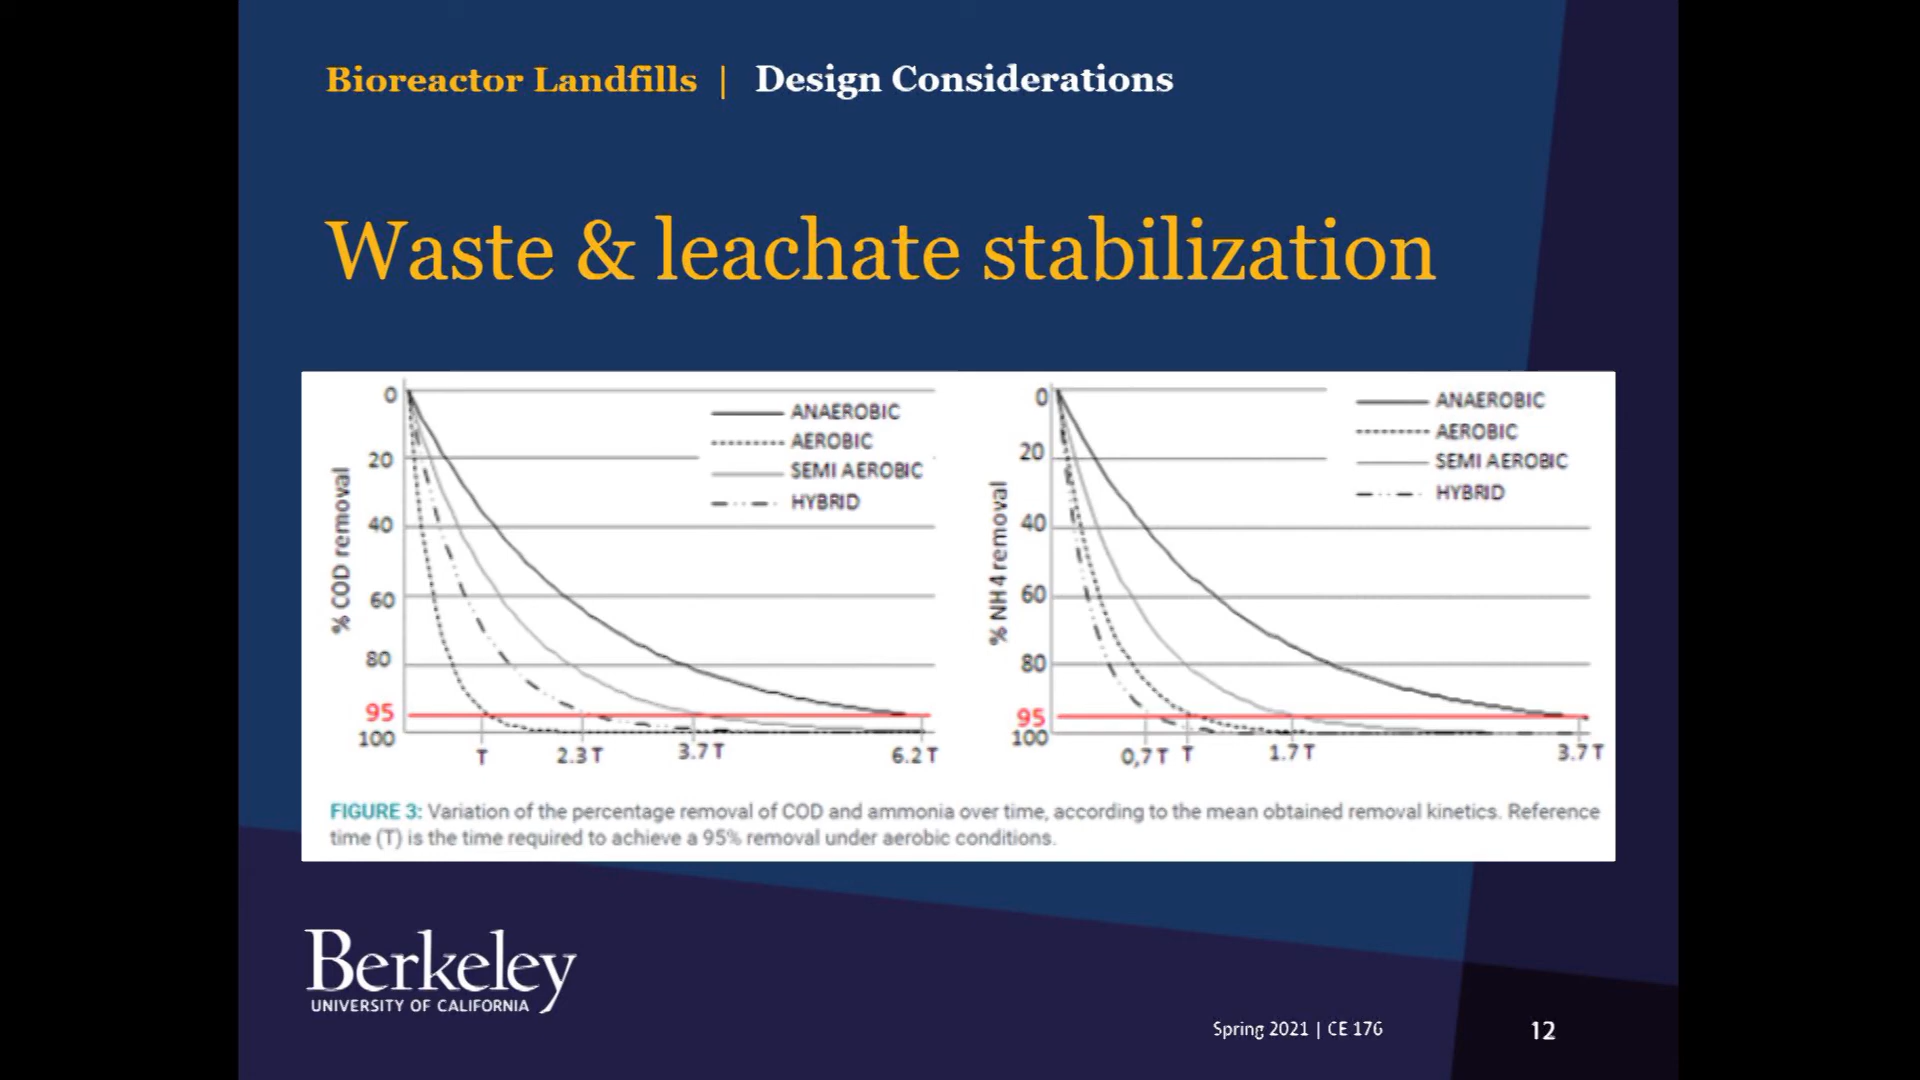 Bioreactor Landfills | Design Considerations
Waste & leachate stabilization
% COD removal
0
20
40
60
80
95
100
T
2.3 T
3.7 T
6.2 T
ANAEROBIC
AEROBIC
SEMI AEROBIC
HYBRID
% NH4 removal
0
20
40
60
80
95
100
0,7 T
T
1.7 T
3.7 T
ANAEROBIC
AEROBIC
SEMI AEROBIC
HYBRID
FIGURE 3: Variation of the percentage removal of COD and ammonia over time, according to the mean obtained removal kinetics. Reference
time (T) is the time required to achieve a 95% removal under aerobic conditions.
Berkeley
UNIVERSITY OF CALIFORNIA
Spring 2021 | CE 176
12